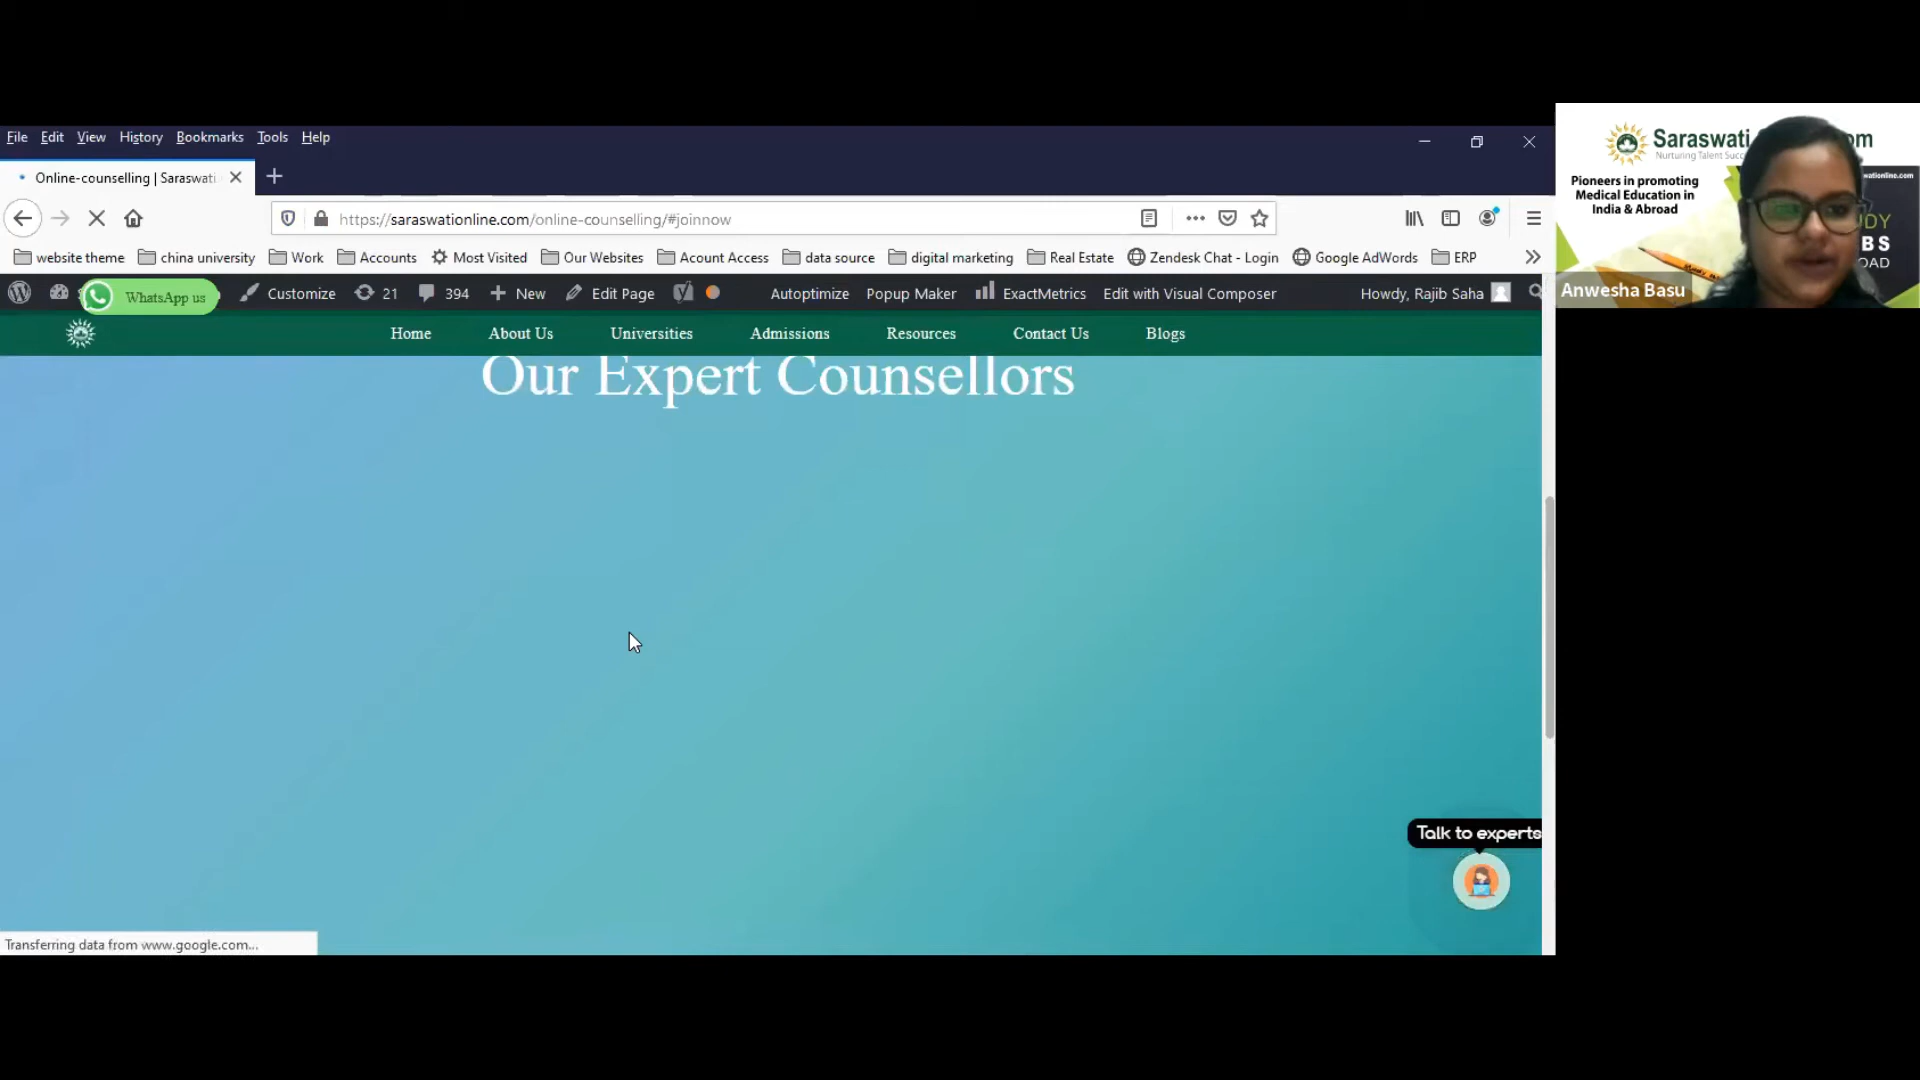 File Edit View History Bookmarks Tools Help
Online-counselling | Saraswati
https://saraswationline.com/online-counselling/#joinnow
website theme china university Work Accounts Most Visited Our Websites Acount Access data source digital marketing Real Estate Zendesk Chat - Login Google AdWords ERP
WhatsApp us Customize 21 394 New Edit Page Autoptimize Popup Maker ExactMetrics Edit with Visual Composer Howdy, Rajib Saha
Home About Us Universities Admissions Resources Contact Us Blogs
Our Expert Counsellors
Talk to experts
Transferring data from www.google.com...
Saraswati
Nurturing Talent
Pioneers in promoting
Medical Education in
India & Abroad
Anwesha Basu